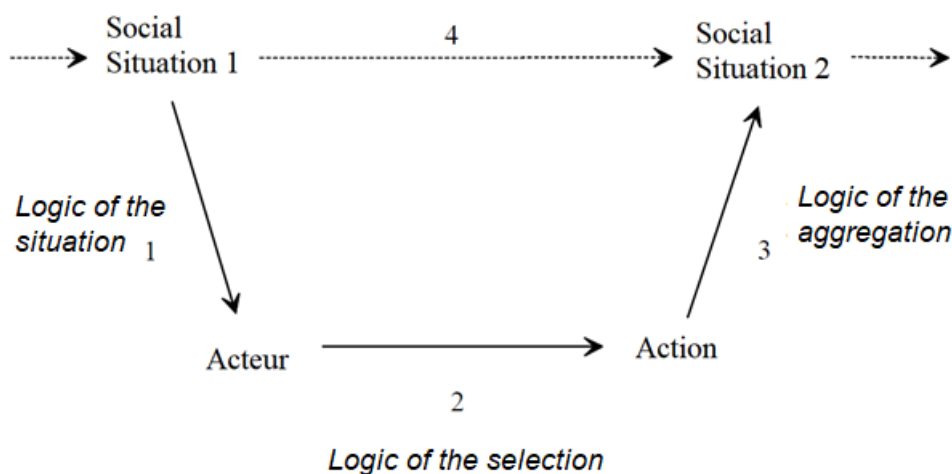 Social
Situation 1
4
Social
Situation 2
Logic of the
situation
1
3
Logic of the
aggregation
Acteur
Action
2
Logic of the selection